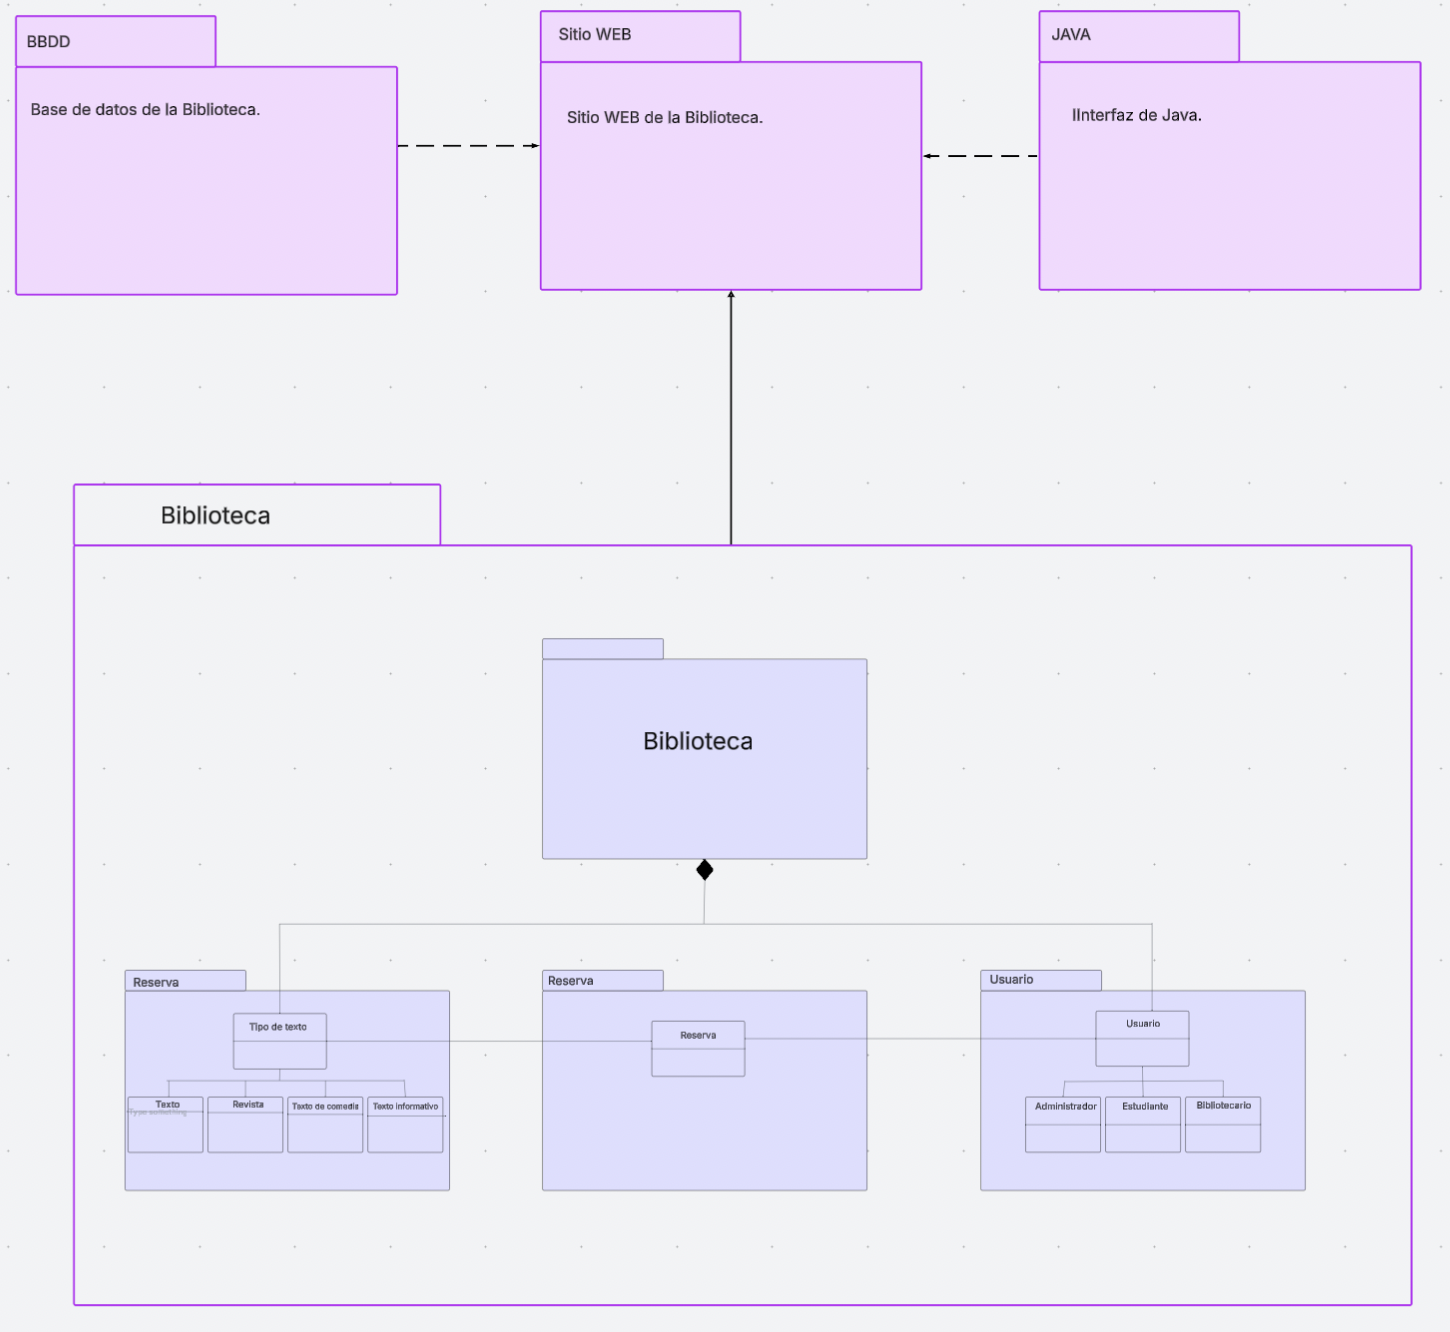 BBDD
Sitio WEB
JAVA
Base de datos de la Biblioteca.
Sitio WEB de la Biblioteca.
IInterfaz de Java.
Biblioteca
Biblioteca
Reserva
Reserva
Usuario
Tipo de texto
Reserva
Usuario
Texto
Type something
Revista
Texto de comedia
Texto informativo
Administrador
Estudiante
Bibliotecario